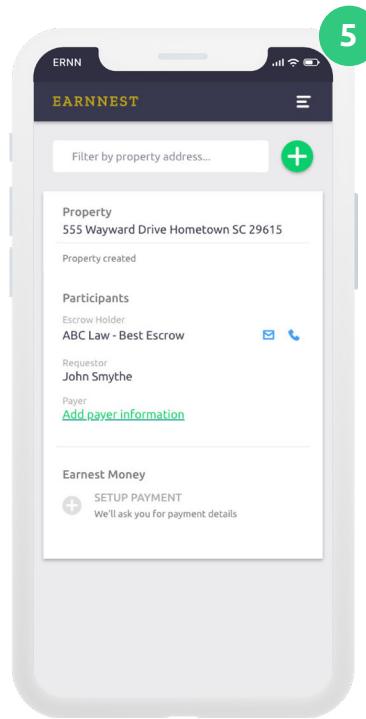 5
ERNN
EARNNEST
Filter by property address...
Property
555 Wayward Drive Hometown SC 29615
Property created
Participants
Escrow Holder
ABC Law - Best Escrow
Requestor
John Smythe
Payer
Add payer information
Earnest Money
SETUP PAYMENT
We'll ask you for payment details